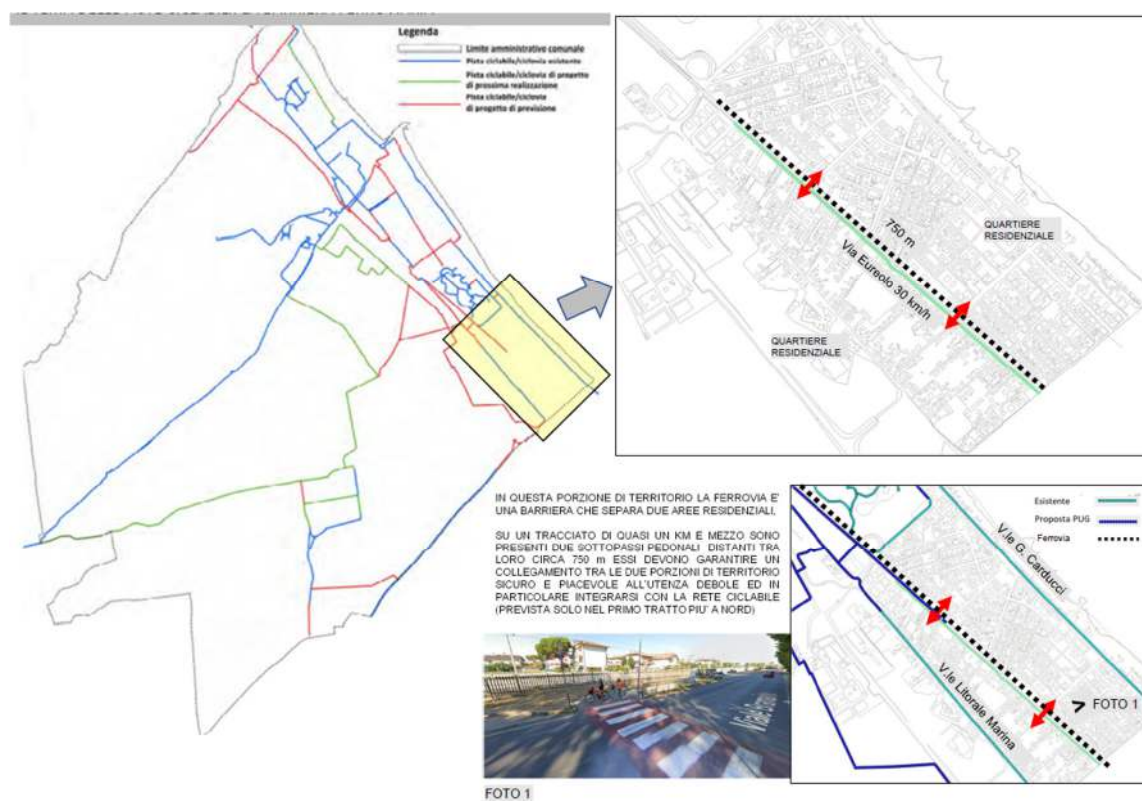 Legenda
Limite amministrativo comunale
Pista ciclabile/ciclovia esistente
Pista ciclabile/ciclovia di progetto
di prossima realizzazione
Pista ciclabile/ciclovia
di progetto di previsione
750 m
Via Eureolo 30 km/h
QUARTIERE
RESIDENZIALE
QUARTIERE
RESIDENZIALE
IN QUESTA PORZIONE DI TERRITORIO LA FERROVIA E'
UNA BARRIERA CHE SEPARA DUE AREE RESIDENZIALI.
SU UN TRACCIATO DI QUASI UN KM E MEZZO SONO
PRESENTI DUE SOTTOPASSI PEDONALI DISTANTI TRA
LORO CIRCA 750 m ESSI DEVONO GARANTIRE UN
COLLEGAMENTO TRA LE DUE PORZIONI DI TERRITORIO
SICURO E PIACEVOLE ALL'UTENZA DEBOLE ED IN
PARTICOLARE INTEGRARSI CON LA RETE CICLABILE
(PREVISTA SOLO NEL PRIMO TRATTO PIU' A NORD)
Viale
FOTO 1
Esistente
Proposta PUG
Ferrovia
V.le G. Carducci
V.le Litorale Marina
FOTO 1